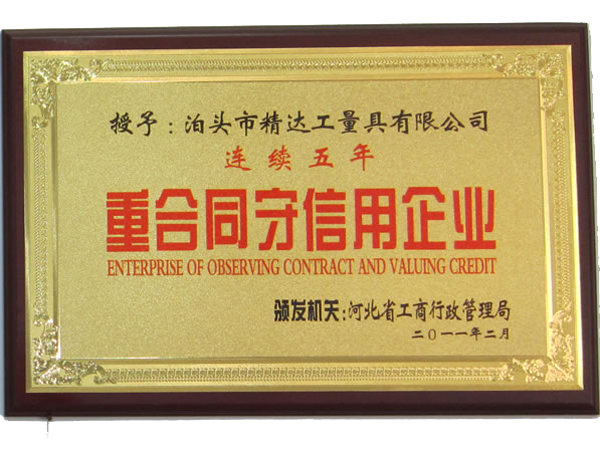 授予：泊头市精达工量具有限公司
连续五年
重合同守信用企业
ENTERPRISE OF OBSERVING CONTRACT AND VALUING CREDIT
颁发机关：河北省工商行政管理局
二〇一一年二月